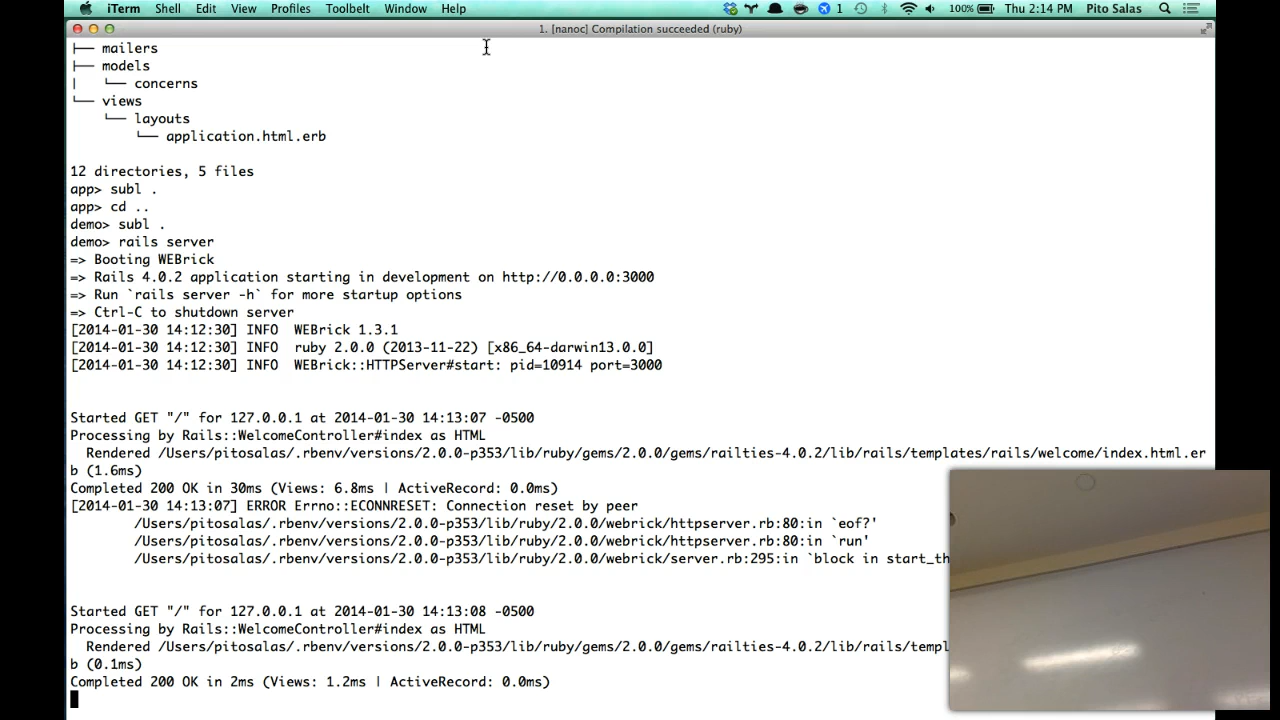 iTerm Shell Edit View Profiles Toolbelt Window Help 1 100% Thu 2:14 PM Pito Salas
1. [nanoc] Compilation succeeded (ruby)
├── mailers
├── models
│   └── concerns
└── views
    └── layouts
        └── application.html.erb
12 directories, 5 files
app> subl .
app> cd ..
demo> subl .
demo> rails server
=> Booting WEBrick
=> Rails 4.0.2 application starting in development on http://0.0.0.0:3000
=> Run `rails server -h` for more startup options
=> Ctrl-C to shutdown server
[2014-01-30 14:12:30] INFO  WEBrick 1.3.1
[2014-01-30 14:12:30] INFO  ruby 2.0.0 (2013-11-22) [x86_64-darwin13.0.0]
[2014-01-30 14:12:30] INFO  WEBrick::HTTPServer#start: pid=10914 port=3000
Started GET "/" for 127.0.0.1 at 2014-01-30 14:13:07 -0500
Processing by Rails::WelcomeController#index as HTML
  Rendered /Users/pitosalas/.rbenv/versions/2.0.0-p353/lib/ruby/gems/2.0.0/gems/railties-4.0.2/lib/rails/templates/rails/welcome/index.html.er
b (1.6ms)
Completed 200 OK in 30ms (Views: 6.8ms | ActiveRecord: 0.0ms)
[2014-01-30 14:13:07] ERROR Errno::ECONNRESET: Connection reset by peer
        /Users/pitosalas/.rbenv/versions/2.0.0-p353/lib/ruby/2.0.0/webrick/httpserver.rb:80:in `eof?'
        /Users/pitosalas/.rbenv/versions/2.0.0-p353/lib/ruby/2.0.0/webrick/httpserver.rb:80:in `run'
        /Users/pitosalas/.rbenv/versions/2.0.0-p353/lib/ruby/2.0.0/webrick/server.rb:295:in `block in start_th
Started GET "/" for 127.0.0.1 at 2014-01-30 14:13:08 -0500
Processing by Rails::WelcomeController#index as HTML
  Rendered /Users/pitosalas/.rbenv/versions/2.0.0-p353/lib/ruby/gems/2.0.0/gems/railties-4.0.2/lib/rails/templ
b (0.1ms)
Completed 200 OK in 2ms (Views: 1.2ms | ActiveRecord: 0.0ms)